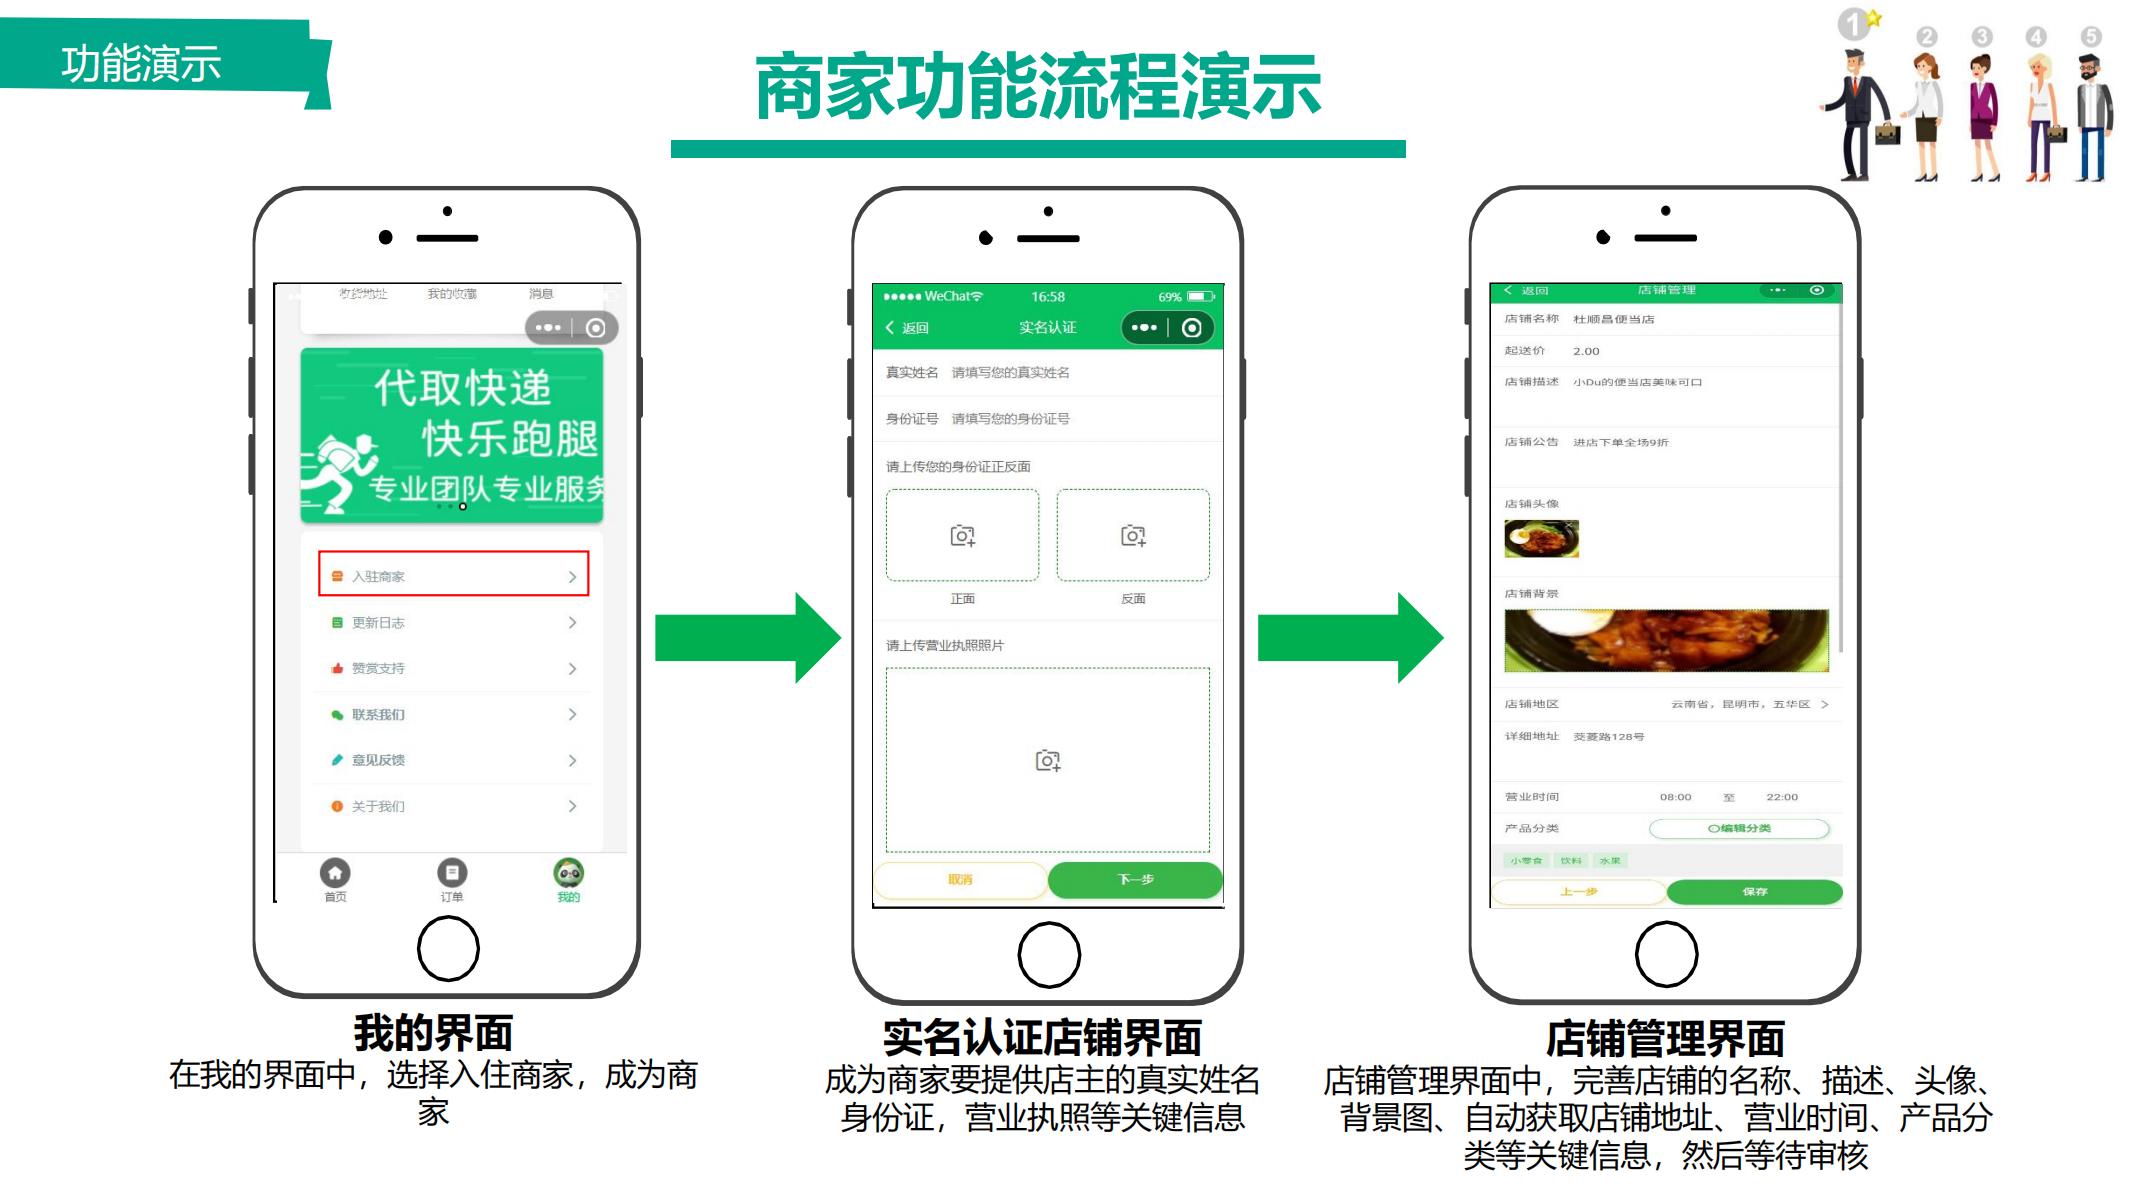 功能演示
商家功能流程演示
1
2
3
4
5
收货地址 我的收藏 消息
代取快递
快乐跑腿
专业团队专业服务
入驻商家
更新日志
赞赏支持
联系我们
意见反馈
关于我们
首页 订单 我的
我的界面
在我的界面中，选择入住商家，成为商
家
WeChat 16:58 69%
返回 实名认证
真实姓名 请填写您的真实姓名
身份证号 请填写您的身份证号
请上传您的身份证正反面
正面 反面
请上传营业执照照片
取消 下一步
实名认证店铺界面
成为商家要提供店主的真实姓名
身份证，营业执照等关键信息
返回 店铺管理
店铺名称 杜顺昌便当店
起送价 2.00
店铺描述 小Du的便当店美味可口
店铺公告 进店下单全场9折
店铺头像
店铺背景
店铺地区 云南省，昆明市，五华区
详细地址 茭菱路128号
营业时间 08:00 至 22:00
产品分类 编辑分类
小零食 饮料 水果
上一步 保存
店铺管理界面
店铺管理界面中，完善店铺的名称、描述、头像、
背景图、自动获取店铺地址、营业时间、产品分
类等关键信息，然后等待审核